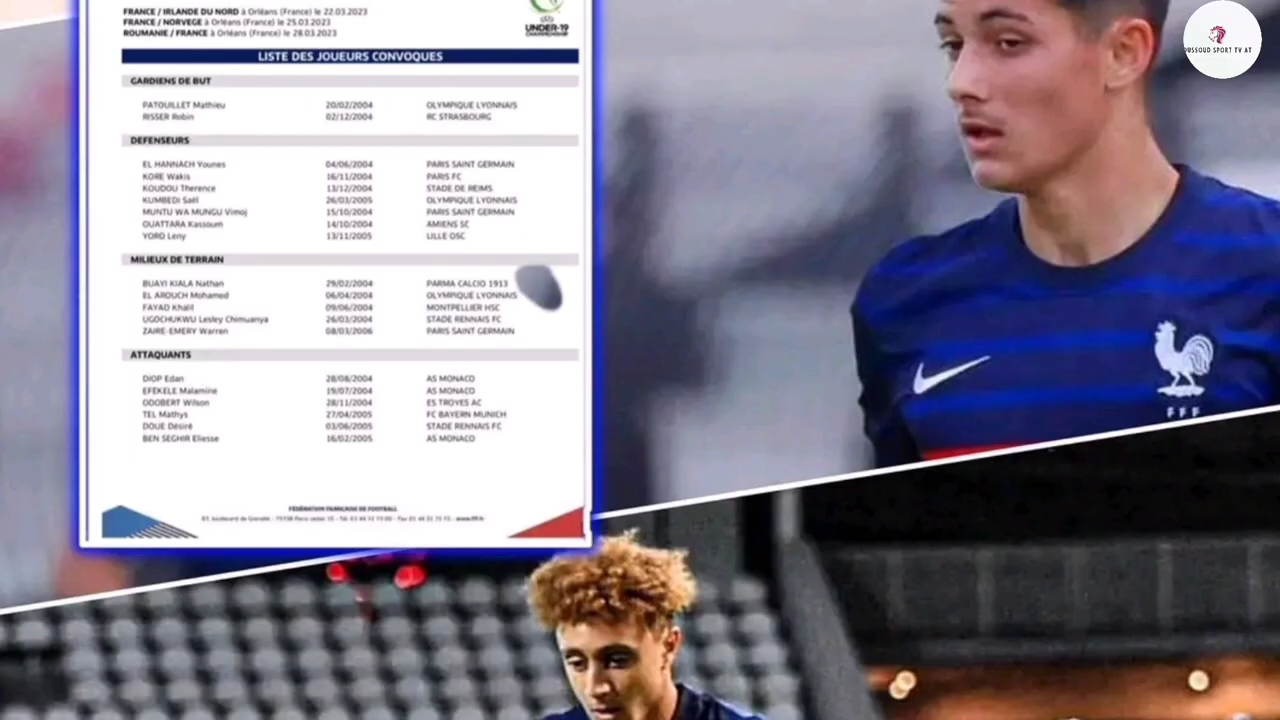 FRANCE / IRLANDE DU NORD à Orléans (France) le 22.03.2023
FRANCE / NORVEGE à Orléans (France) le 25.03.2023
ROUMANIE / FRANCE à Orléans (France) le 28.03.2023
UNDER-19
CHAMPIONSHIP
LISTE DES JOUEURS CONVOQUES
GARDIENS DE BUT
PATOUILLET Mathieu 20/02/2004 OLYMPIQUE LYONNAIS
RISSER Robin 02/12/2004 RC STRASBOURG
DEFENSEURS
EL HANNACH Younes 04/06/2004 PARIS SAINT GERMAIN
KORE Wakis 16/11/2004 PARIS FC
KOUDOU Therence 13/12/2004 STADE DE REIMS
KUMBEDI Saël 26/03/2005 OLYMPIQUE LYONNAIS
MUNTU WA MUNGU Vimoj 15/10/2004 PARIS SAINT GERMAIN
OUATTARA Kassoum 14/10/2004 AMIENS SC
YORO Leny 13/11/2005 LILLE OSC
MILIEUX DE TERRAIN
BUAYI KIALA Nathan 29/02/2004 PARMA CALCIO 1913
EL AROUCH Mohamed 06/04/2004 OLYMPIQUE LYONNAIS
FAYAD Khalil 09/06/2004 MONTPELLIER HSC
UGOCHUKWU Lesley Chimuanya 26/03/2004 STADE RENNAIS FC
ZAIRE-EMERY Warren 08/03/2006 PARIS SAINT GERMAIN
ATTAQUANTS
DIOP Edan 28/08/2004 AS MONACO
EFEKELE Malamine 19/07/2004 AS MONACO
ODOBERT Wilson 28/11/2004 ES TROYES AC
TEL Mathys 27/04/2005 FC BAYERN MUNICH
DOUE Désiré 03/06/2005 STADE RENNAIS FC
BEN SEGHIR Eliesse 16/02/2005 AS MONACO
FÉDÉRATION FRANÇAISE DE FOOTBALL
FFF
OUSSOUD SPORT TV AT